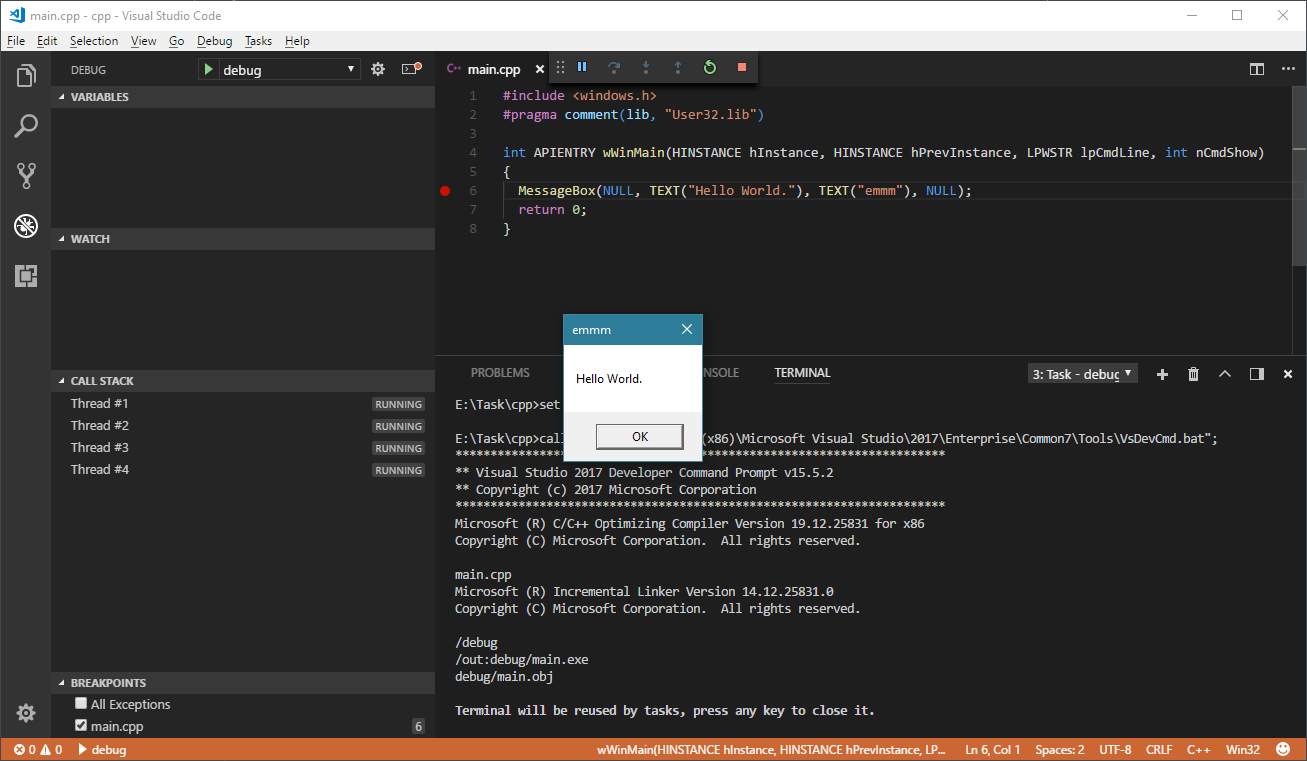 main.cpp - cpp - Visual Studio Code
File Edit Selection View Go Debug Tasks Help
DEBUG debug
VARIABLES
WATCH
CALL STACK
Thread #1 RUNNING
Thread #2 RUNNING
Thread #3 RUNNING
Thread #4 RUNNING
BREAKPOINTS
All Exceptions
main.cpp 6
C++ main.cpp
1 #include <windows.h>
2 #pragma comment(lib, "User32.lib")
3
4 int APIENTRY wWinMain(HINSTANCE hInstance, HINSTANCE hPrevInstance, LPWSTR lpCmdLine, int nCmdShow)
5 {
6 MessageBox(NULL, TEXT("Hello World."), TEXT("emmm"), NULL);
7 return 0;
8 }
emmm
Hello World.
OK
PROBLEMS NSOLE TERMINAL 3: Task - debug
E:\Task\cpp>set
E:\Task\cpp>call (x86)\Microsoft Visual Studio\2017\Enterprise\Common7\Tools\VsDevCmd.bat";
**********************************************************************
** Visual Studio 2017 Developer Command Prompt v15.5.2
** Copyright (c) 2017 Microsoft Corporation
**********************************************************************
Microsoft (R) C/C++ Optimizing Compiler Version 19.12.25831 for x86
Copyright (C) Microsoft Corporation.  All rights reserved.
main.cpp
Microsoft (R) Incremental Linker Version 14.12.25831.0
Copyright (C) Microsoft Corporation.  All rights reserved.
/debug
/out:debug/main.exe
debug/main.obj
Terminal will be reused by tasks, press any key to close it.
0 0 debug wWinMain(HINSTANCE hInstance, HINSTANCE hPrevInstance, LP... Ln 6, Col 1 Spaces: 2 UTF-8 CRLF C++ Win32